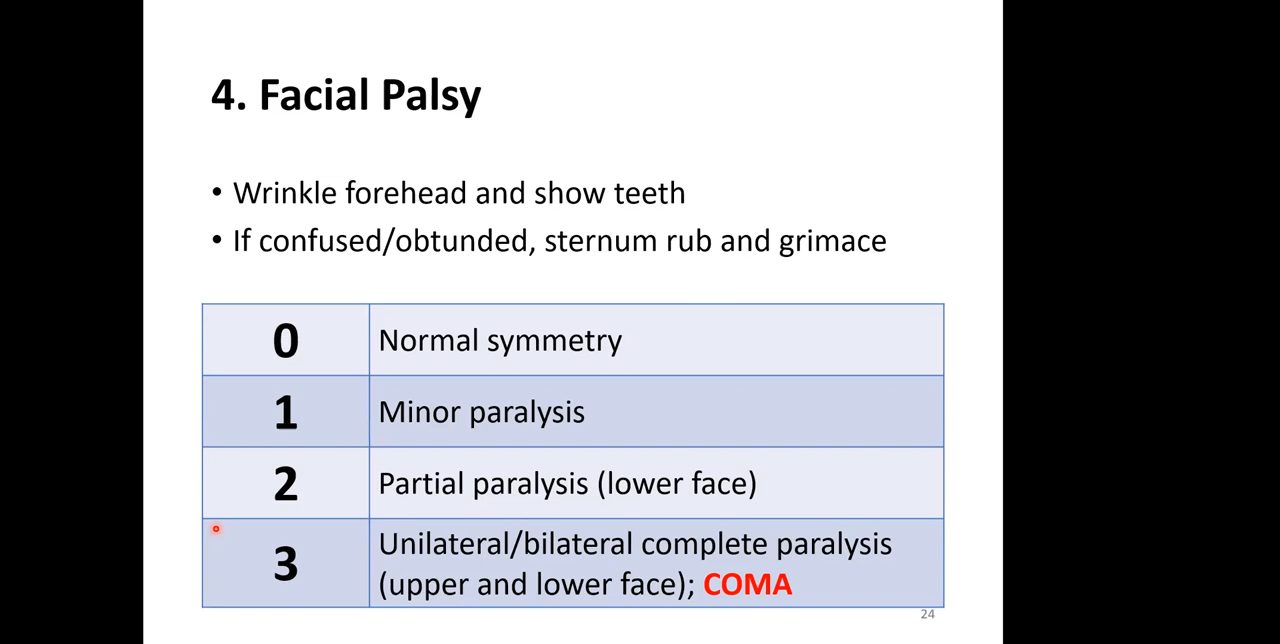 4. Facial Palsy
• Wrinkle forehead and show teeth
• If confused/obtunded, sternum rub and grimace
0 Normal symmetry
1 Minor paralysis
2 Partial paralysis (lower face)
3 Unilateral/bilateral complete paralysis
(upper and lower face); COMA
24